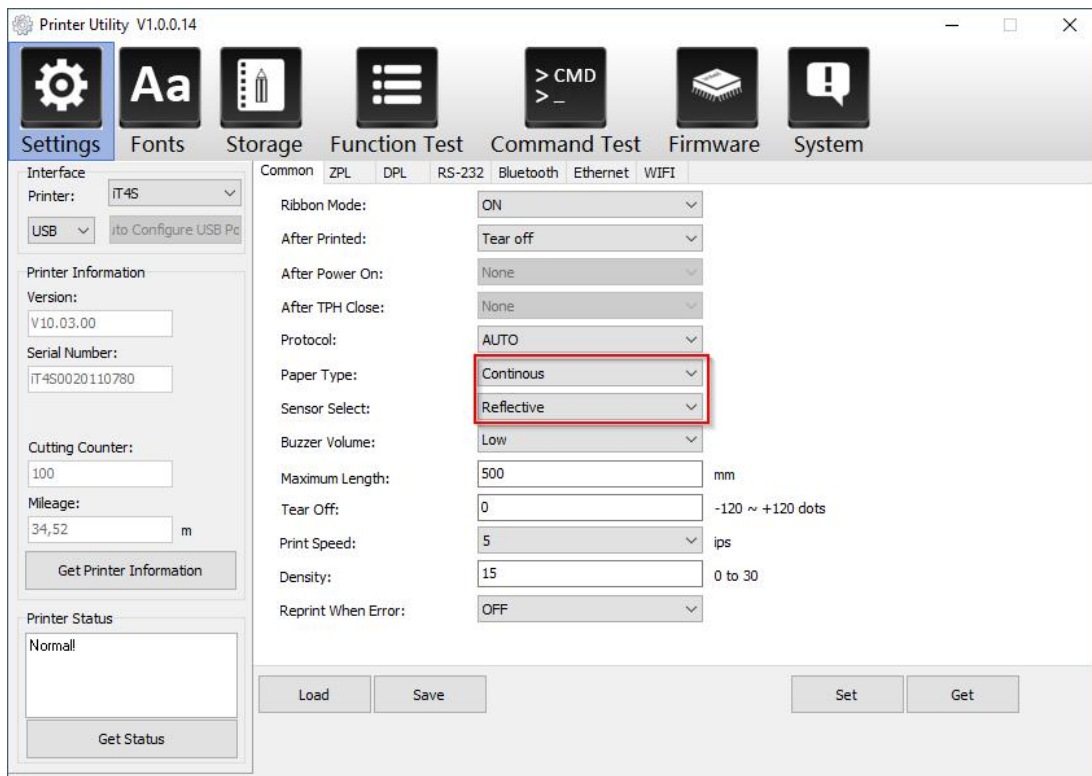 Printer Utility V1.0.0.14
Aa
> CMD
> _
Settings Fonts Storage Function Test Command Test Firmware System
Interface
Printer: iT4S
USB ito Configure USB Po
Printer Information
Version:
V10.03.00
Serial Number:
iT4S0020110780
Cutting Counter:
100
Mileage:
34,52 m
Get Printer Information
Printer Status
Normal!
Get Status
Common ZPL DPL RS-232 Bluetooth Ethernet WIFI
Ribbon Mode: ON
After Printed: Tear off
After Power On: None
After TPH Close: None
Protocol: AUTO
Paper Type: Continous
Sensor Select: Reflective
Buzzer Volume: Low
Maximum Length: 500 mm
Tear Off: 0 -120 ~ +120 dots
Print Speed: 5 ips
Density: 15 0 to 30
Reprint When Error: OFF
Load Save Set Get